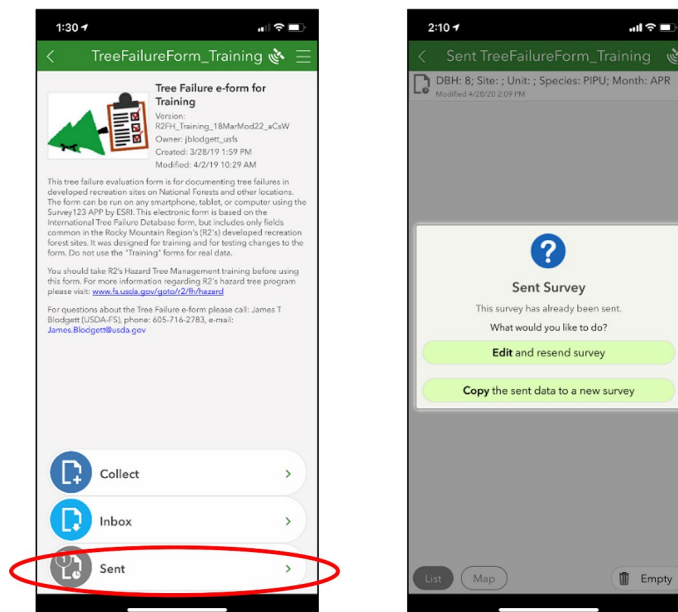 1:30
TreeFailureForm_Training
Tree Failure e-form for
Training
Version:
R2FH_Training_18MarMod22_aCsW
Owner: jblodgett_usfs
Created: 3/28/19 1:59 PM
Modified: 4/2/19 10:29 AM
This tree failure evaluation form is for documenting tree failures in
developed recreation sites on National Forests and other locations.
The form can be run on any smartphone, tablet, or computer using the
Survey123 APP by ESRI. This electronic form is based on the
International Tree Failure Database form, but includes only fields
common in the Rocky Mountain Region's (R2's) developed recreation
forest sites. It was designed for training and for testing changes to the
form. Do not use the "Training" forms for real data.
You should take R2's Hazard Tree Management training before using
this form. For more information regarding R2's hazard tree program
please visit: www.fs.usda.gov/goto/r2/fh/hazard
For questions about the Tree Failure e-form please call: James T
Blodgett (USDA-FS), phone: 605-716-2783, e-mail:
James.Blodgett@usda.gov
Collect
Inbox
1
Sent
2:10
Sent TreeFailureForm_Training
DBH: 8; Site: ; Unit: ; Species: PIPU; Month: APR
Modified 4/28/20 2:09 PM
?
Sent Survey
This survey has already been sent.
What would you like to do?
Edit and resend survey
Copy the sent data to a new survey
List
Map
Empty